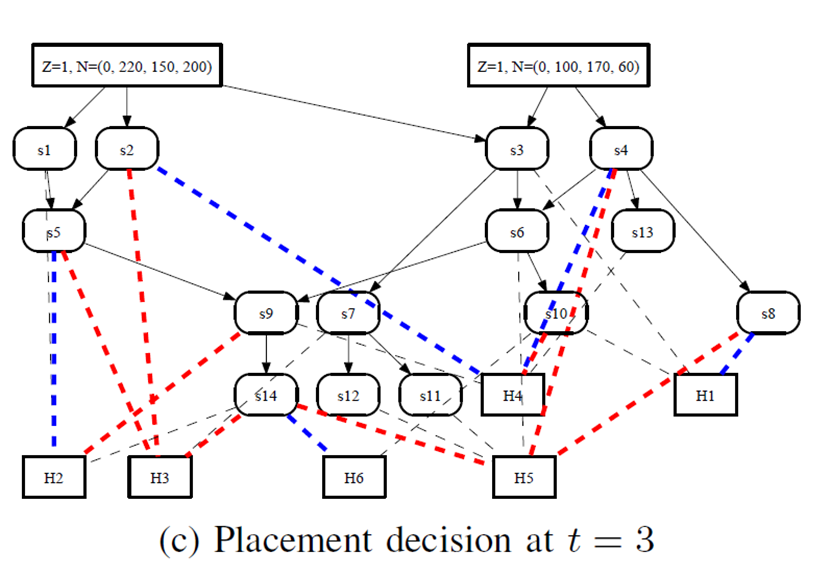 Z=1, N=(0, 220, 150, 200)
Z=1, N=(0, 100, 170, 60)
s1
s2
s3
s4
s5
s6
s13
s9
s7
s10
s8
s14
s12
s11
H4
H1
H2
H3
H6
H5
(c) Placement decision at t = 3